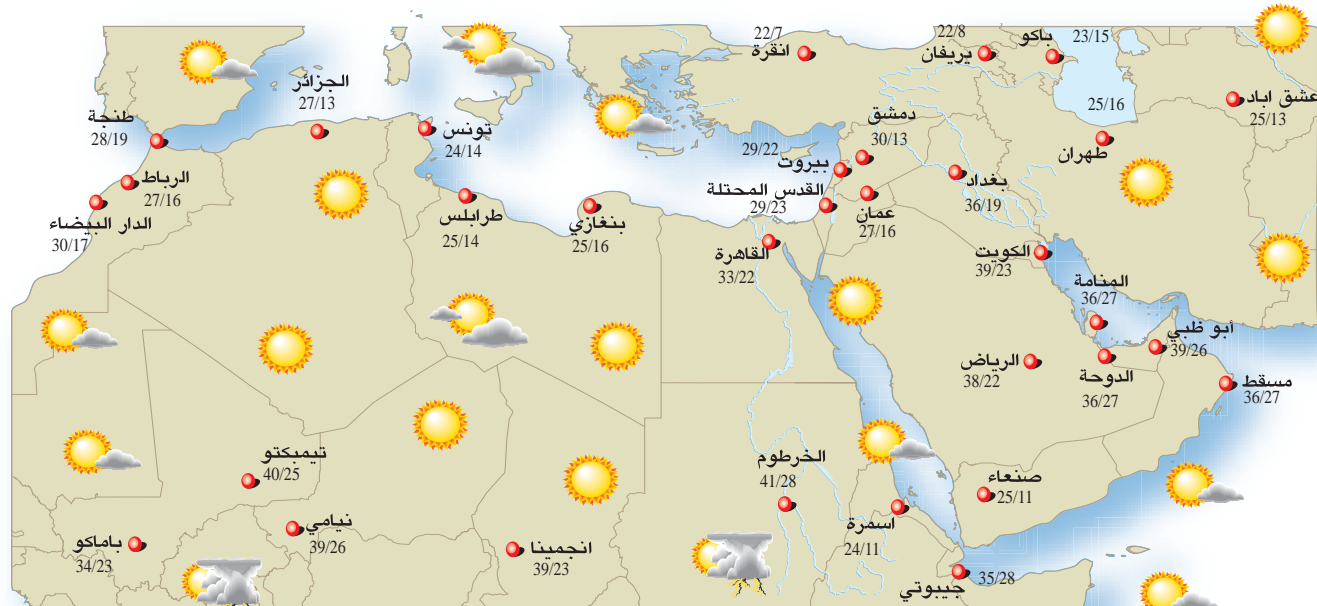 22/7
انقرة
22/8
يريفان
باكو
23/15
25/16
عشق اباد
25/13
الجزائر
27/13
طنجة
28/19
تونس
24/14
دمشق
30/13
29/22
بيروت
طهران
بغداد
36/19
الرباط
27/16
القدس المحتلة
29/23
عمان
27/16
الدار البيضاء
30/17
طرابلس
25/14
بنغازي
25/16
القاهرة
33/22
الكويت
39/23
المنامة
36/27
أبو ظبي
39/26
الرياض
38/22
الدوحة
36/27
مسقط
36/27
تيمبكتو
40/25
الخرطوم
41/28
صنعاء
25/11
نيامي
39/26
باماكو
34/23
انجمينا
39/23
اسمرة
24/11
35/28
جيبوتي